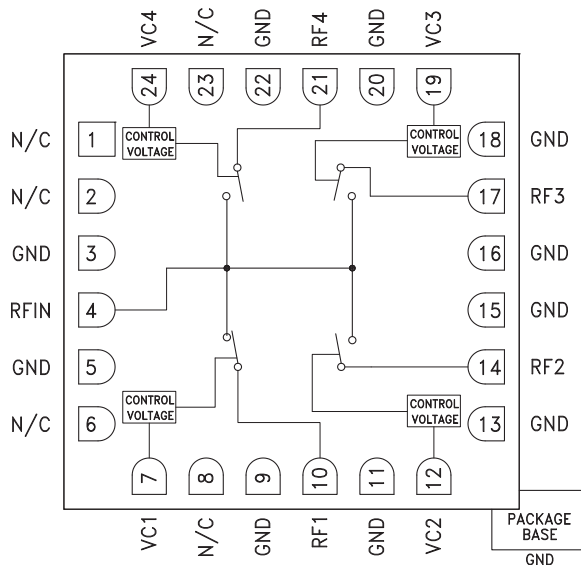 VC4 N/C GND RF4 GND VC3
24 23 22 21 20 19
N/C 1 CONTROL VOLTAGE CONTROL VOLTAGE 18 GND
N/C 2 17 RF3
GND 3 16 GND
RFIN 4 15 GND
GND 5 14 RF2
N/C 6 CONTROL VOLTAGE CONTROL VOLTAGE 13 GND
7 8 9 10 11 12
VC1 N/C GND RF1 GND VC2
PACKAGE
BASE
GND